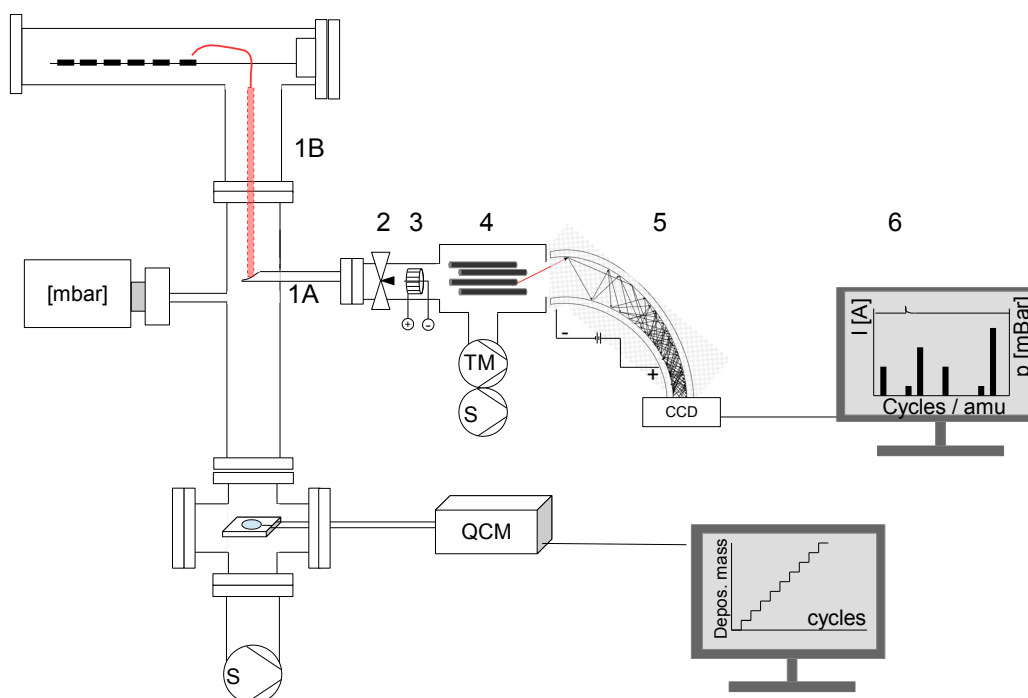 1B
2
3
4
5
6
[mbar]
1A
+
-
TM
S
-
+
CCD
I [A]
p [mBar]
Cycles / amu
QCM
Depos. mass
cycles
S